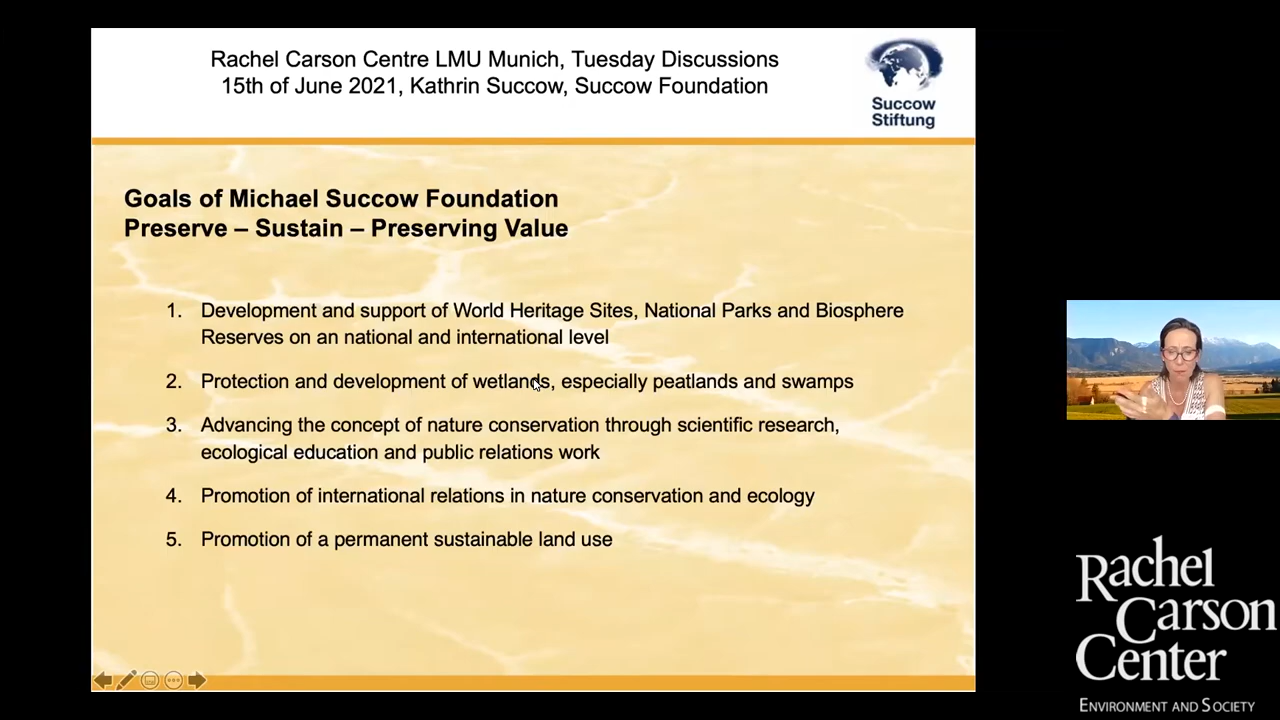 Rachel Carson Centre LMU Munich, Tuesday Discussions
15th of June 2021, Kathrin Succow, Succow Foundation
Succow
Stiftung
Goals of Michael Succow Foundation
Preserve – Sustain – Preserving Value
1. Development and support of World Heritage Sites, National Parks and Biosphere
Reserves on an national and international level
2. Protection and development of wetlands, especially peatlands and swamps
3. Advancing the concept of nature conservation through scientific research,
ecological education and public relations work
4. Promotion of international relations in nature conservation and ecology
5. Promotion of a permanent sustainable land use
Rachel
Carson
Center
ENVIRONMENT AND SOCIETY